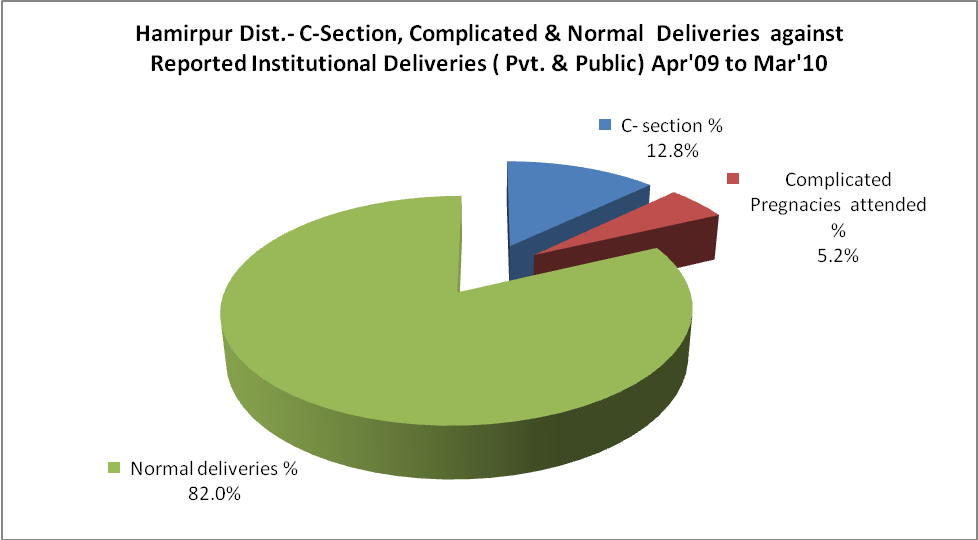 Hamirpur Dist.- C-Section, Complicated & Normal Deliveries against
Reported Institutional Deliveries ( Pvt. & Public) Apr'09 to Mar'10
C- section %
12.8%
Complicated
Pregnacies attended
%
5.2%
Normal deliveries %
82.0%